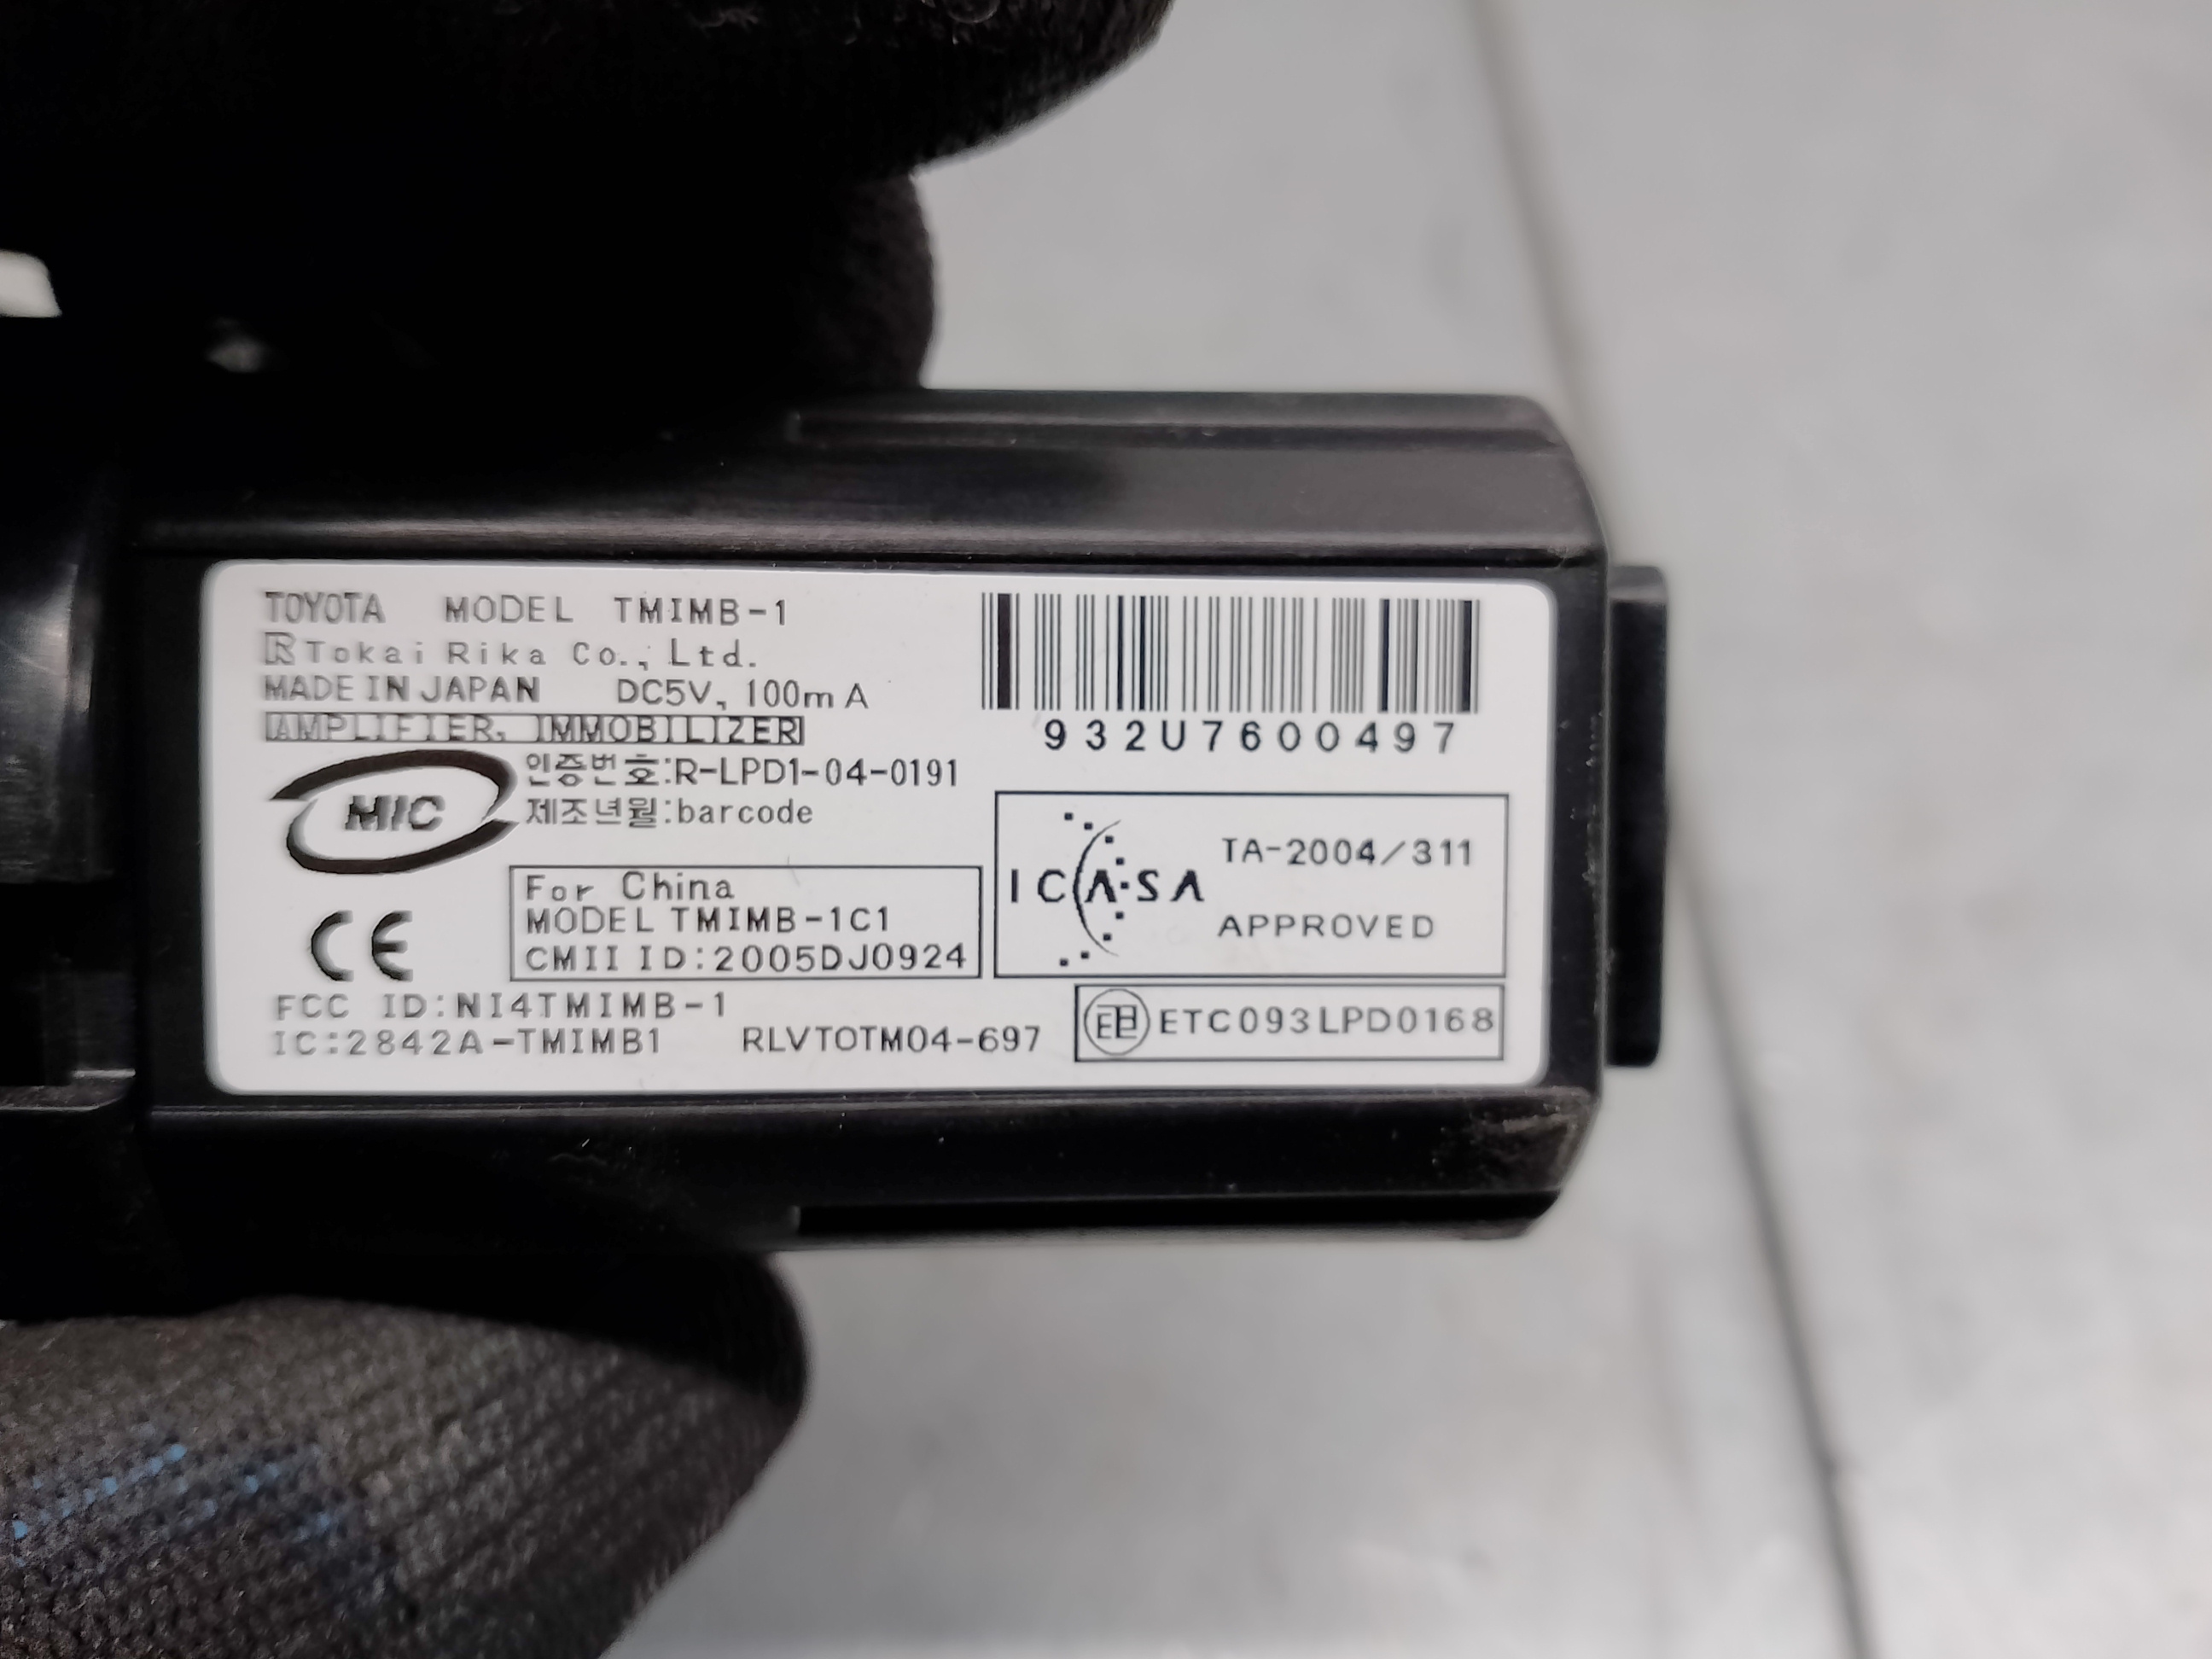 TOYOTA MODEL TMIMB-1
Tokai Rika Co., Ltd.
MADE IN JAPAN DC5V, 100mA
AMPLIFIER, IMMOBILIZER
932U7600497
MIC
인증번호:R-LPD1-04-0191
제조년월:barcode
For China
MODEL TMIMB-1C1
CMII ID:2005DJ0924
ICASA
TA-2004/311
APPROVED
CE
FCC ID:NI4TMIMB-1
IC:2842A-TMIMB1 RLVTOTM04-697
ETC093LPD0168